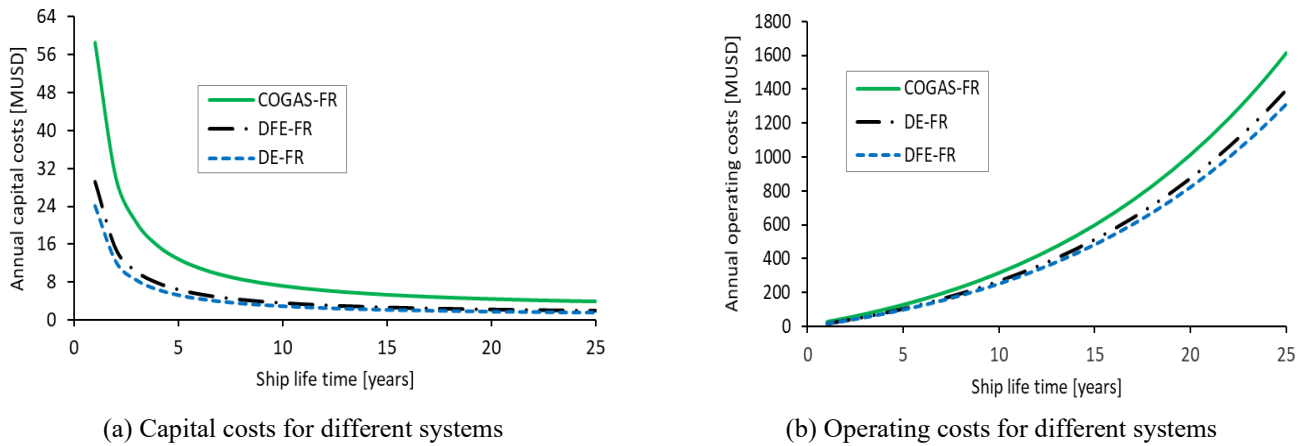 64
56
48
40
32
24
16
8
0
Annual capital costs [MUSD]
COGAS-FR
DFE-FR
DE-FR
0 5 10 15 20 25
Ship life time [years]
(a) Capital costs for different systems
1800
1600
1400
1200
1000
800
600
400
200
0
Annual operating costs [MUSD]
COGAS-FR
DE-FR
DFE-FR
0 5 10 15 20 25
Ship life time [years]
(b) Operating costs for different systems